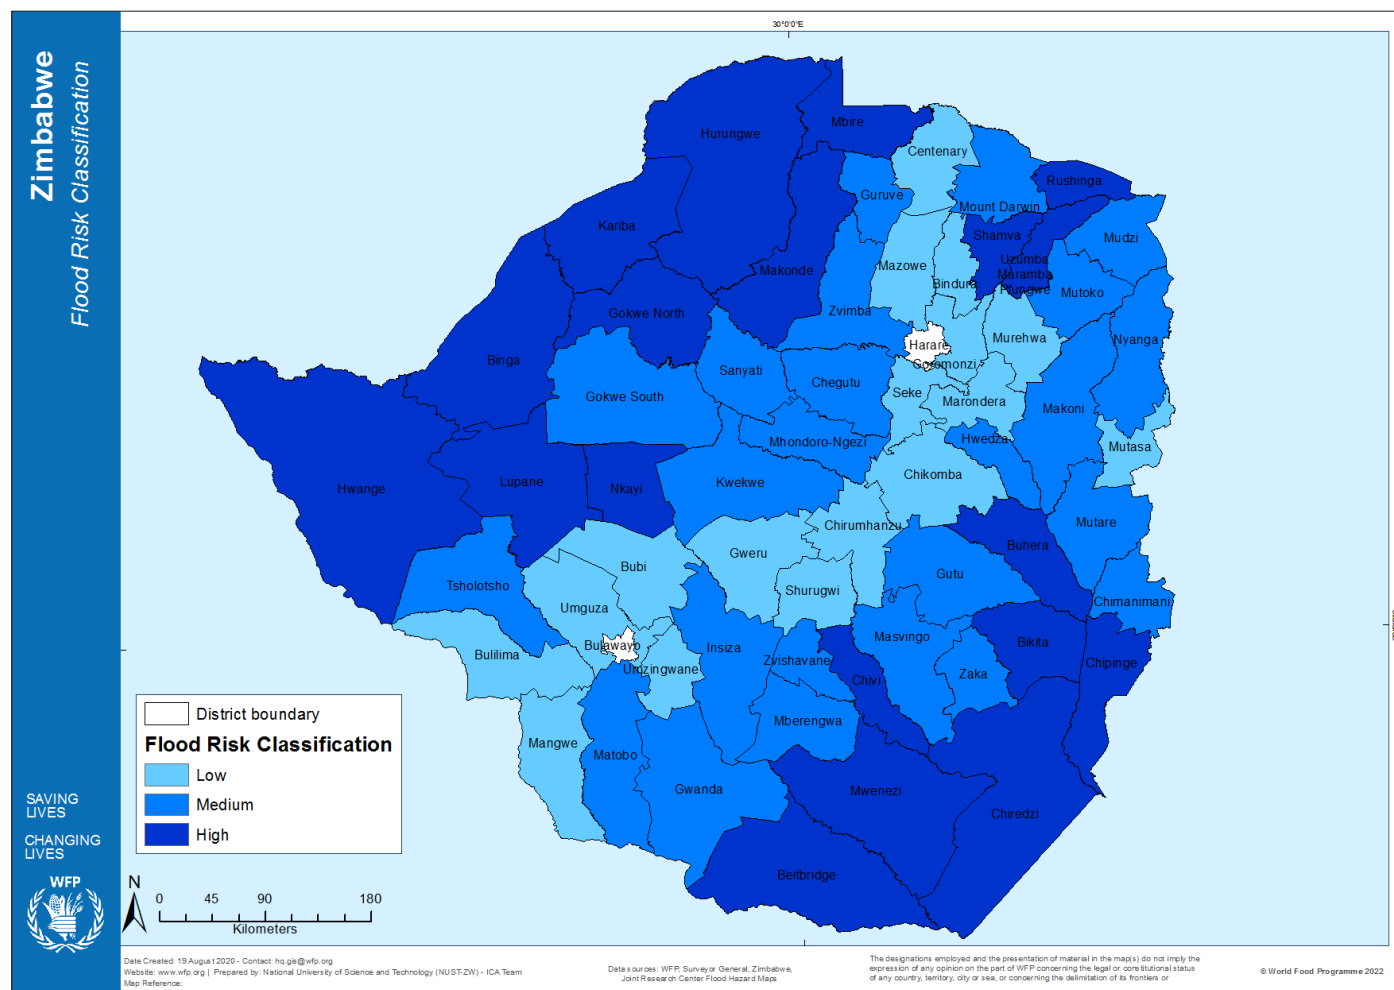 Zimbabwe
Flood Risk Classification
30°0'0"E
Hurungwe
Mbire
Centenary
Rushinga
Guruve
Mount Darwin
Kariba
Shamva
Mudzi
Uzumba
Maramba
Pfungwe
Mazowe
Makonde
Bindura
Mutoko
Gokwe North
Zvimba
Murehwa
Nyanga
Harare
Binga
Goromonzi
Sanyati
Chegutu
Seke
Gokwe South
Marondera
Makoni
Mhondoro-Ngezi
Hwedza
Mutasa
Chikomba
Hwange
Lupane
Nkayi
Kwekwe
Chirumhanzu
Mutare
Buhera
Gweru
Bubi
Gutu
Tsholotsho
Shurugwi
Chimanimani
Umguza
Masvingo
Bikita
Bulawayo
Insiza
Bulilima
Zvishavane
Chipinge
Umzingwane
Zaka
Chivi
Mberengwa
Mangwe
Matobo
Gwanda
Mwenezi
Chiredzi
Beitbridge
District boundary
Flood Risk Classification
Low
Medium
High
SAVING
LIVES
CHANGING
LIVES
WFP
N
0 45 90 180
Kilometers
Date Created: 19 August 2020 - Contact: hq.gis@wfp.org
Website: www.wfp.org | Prepared by: National University of Science and Technology (NUST-ZW) - ICA Team
Map Reference:
Data sources: WFP, Surveyor General, Zimbabwe,
Joint Research Center Flood Hazard Maps
The designations employed and the presentation of material in the map(s) do not imply the
expression of any opinion on the part of WFP concerning the legal or constitutional status
of any country, territory, city or sea, or concerning the delimitation of its frontiers or
© World Food Programme 2022